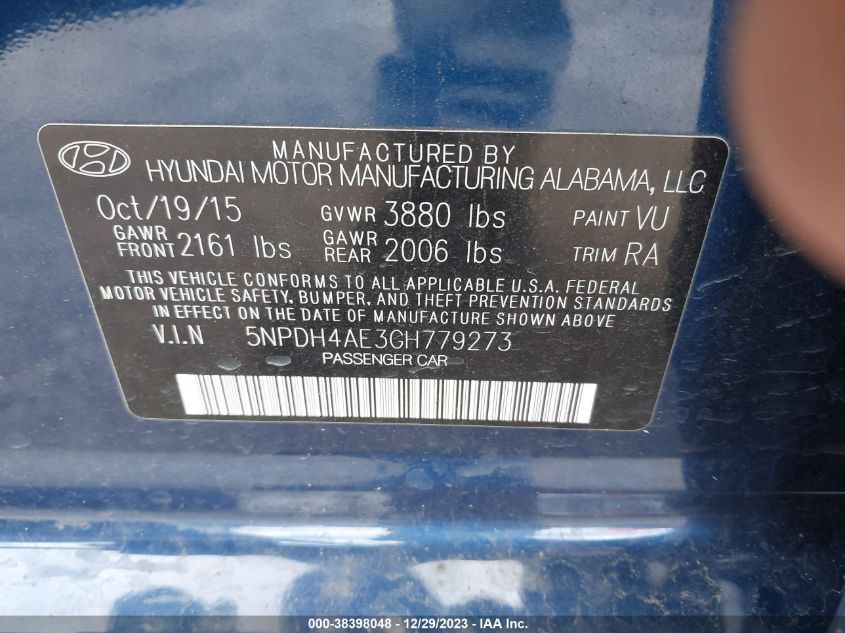 MANUFACTURED BY
HYUNDAI MOTOR MANUFACTURING ALABAMA, LLC
Oct/19/15 GVWR 3880 lbs PAINT VU
GAWR FRONT 2161 lbs GAWR REAR 2006 lbs TRIM RA
THIS VEHICLE CONFORMS TO ALL APPLICABLE U.S.A. FEDERAL
MOTOR VEHICLE SAFETY, BUMPER, AND THEFT PREVENTION STANDARDS
IN EFFECT ON THE DATE OF MANUFACTURE SHOWN ABOVE
V.I.N 5NPDH4AE3GH779273
PASSENGER CAR
000-38398048 - 12/29/2023 - IAA Inc.